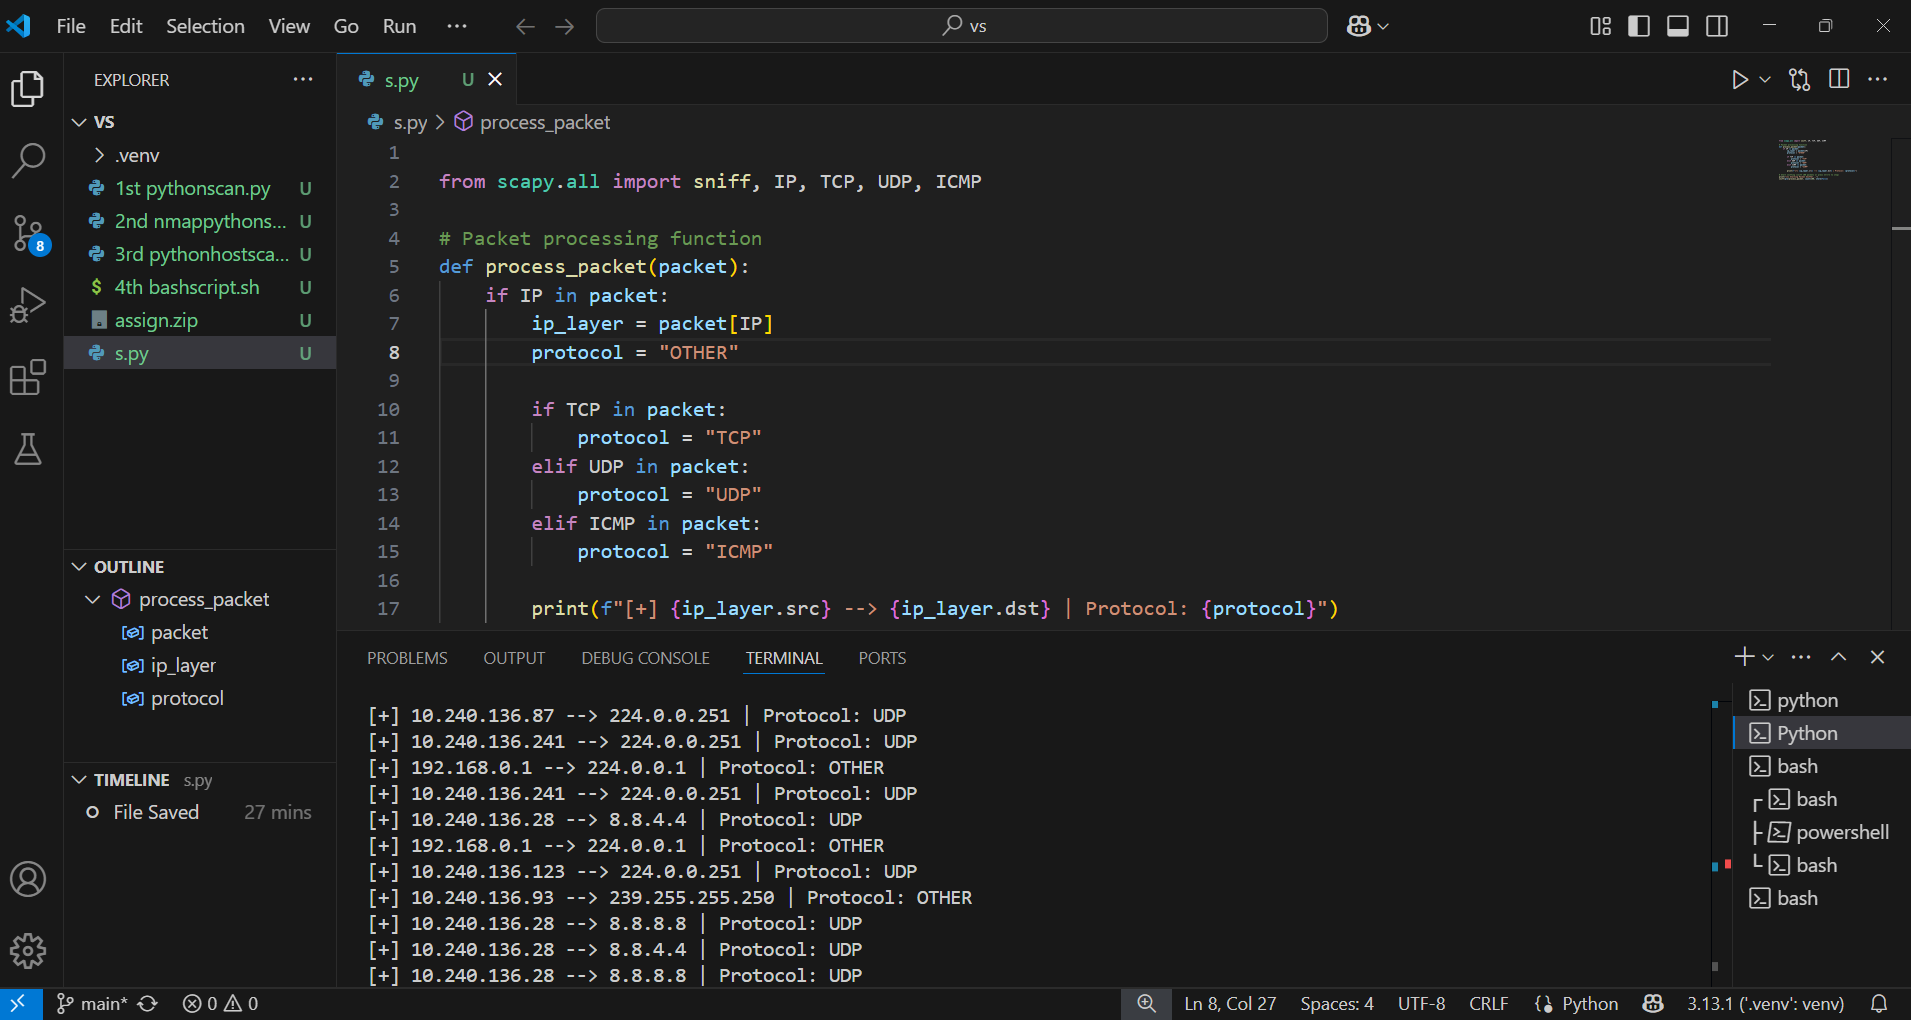 File Edit Selection View Go Run ··· vs
EXPLORER ···
VS
.venv
1st pythonscan.py U
2nd nmappythons... U
3rd pythonhostsca... U
4th bashscript.sh U
assign.zip U
s.py U
8
OUTLINE
process_packet
packet
ip_layer
protocol
TIMELINE s.py
File Saved 27 mins
s.py U
s.py > process_packet
1
2 from scapy.all import sniff, IP, TCP, UDP, ICMP
3
4 # Packet processing function
5 def process_packet(packet):
6 if IP in packet:
7 ip_layer = packet[IP]
8 protocol = "OTHER"
9
10 if TCP in packet:
11 protocol = "TCP"
12 elif UDP in packet:
13 protocol = "UDP"
14 elif ICMP in packet:
15 protocol = "ICMP"
16
17 print(f"[+] {ip_layer.src} --> {ip_layer.dst} | Protocol: {protocol}")
PROBLEMS OUTPUT DEBUG CONSOLE TERMINAL PORTS
[+] 10.240.136.87 --> 224.0.0.251 | Protocol: UDP
[+] 10.240.136.241 --> 224.0.0.251 | Protocol: UDP
[+] 192.168.0.1 --> 224.0.0.1 | Protocol: OTHER
[+] 10.240.136.241 --> 224.0.0.251 | Protocol: UDP
[+] 10.240.136.28 --> 8.8.4.4 | Protocol: UDP
[+] 192.168.0.1 --> 224.0.0.1 | Protocol: OTHER
[+] 10.240.136.123 --> 224.0.0.251 | Protocol: UDP
[+] 10.240.136.93 --> 239.255.255.250 | Protocol: OTHER
[+] 10.240.136.28 --> 8.8.8.8 | Protocol: UDP
[+] 10.240.136.28 --> 8.8.4.4 | Protocol: UDP
[+] 10.240.136.28 --> 8.8.8.8 | Protocol: UDP
python
Python
bash
bash
powershell
bash
bash
main* 0 0 Ln 8, Col 27 Spaces: 4 UTF-8 CRLF Python 3.13.1 ('.venv': venv)